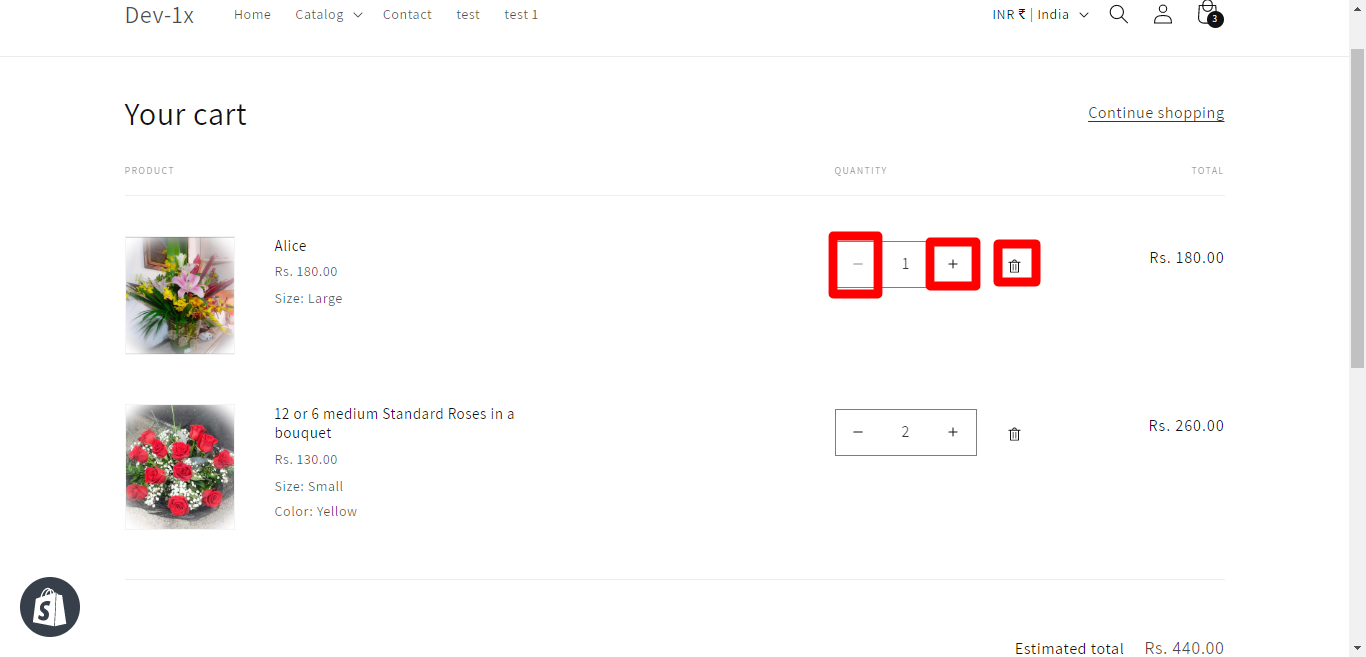 Dev-1x Home Catalog Contact test test 1 INR ₹ | India
3
Your cart Continue shopping
PRODUCT QUANTITY TOTAL
Alice
Rs. 180.00
Size: Large
− 1 +
Rs. 180.00
12 or 6 medium Standard Roses in a
bouquet
Rs. 130.00
Size: Small
Color: Yellow
− 2 +
Rs. 260.00
S
Estimated total Rs. 440.00